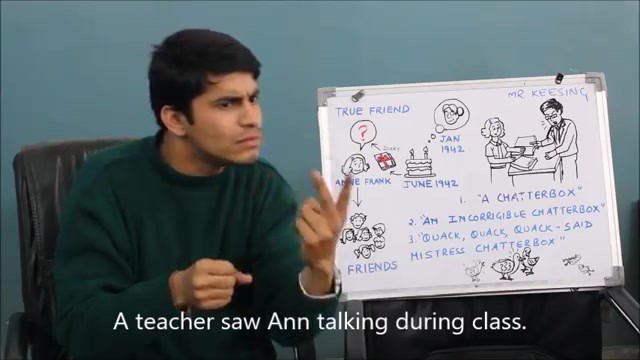 TRUE FRIEND
MR KEESING
?
DIARY
JAN
1942
ANNE FRANK
JUNE 1942
1. "A CHATTERBOX"
2. "AN INCORRIGIBLE CHATTERBOX"
3. "QUACK, QUACK, QUACK - SAID
MISTRESS CHATTERBOX"
FRIENDS
A teacher saw Ann talking during class.